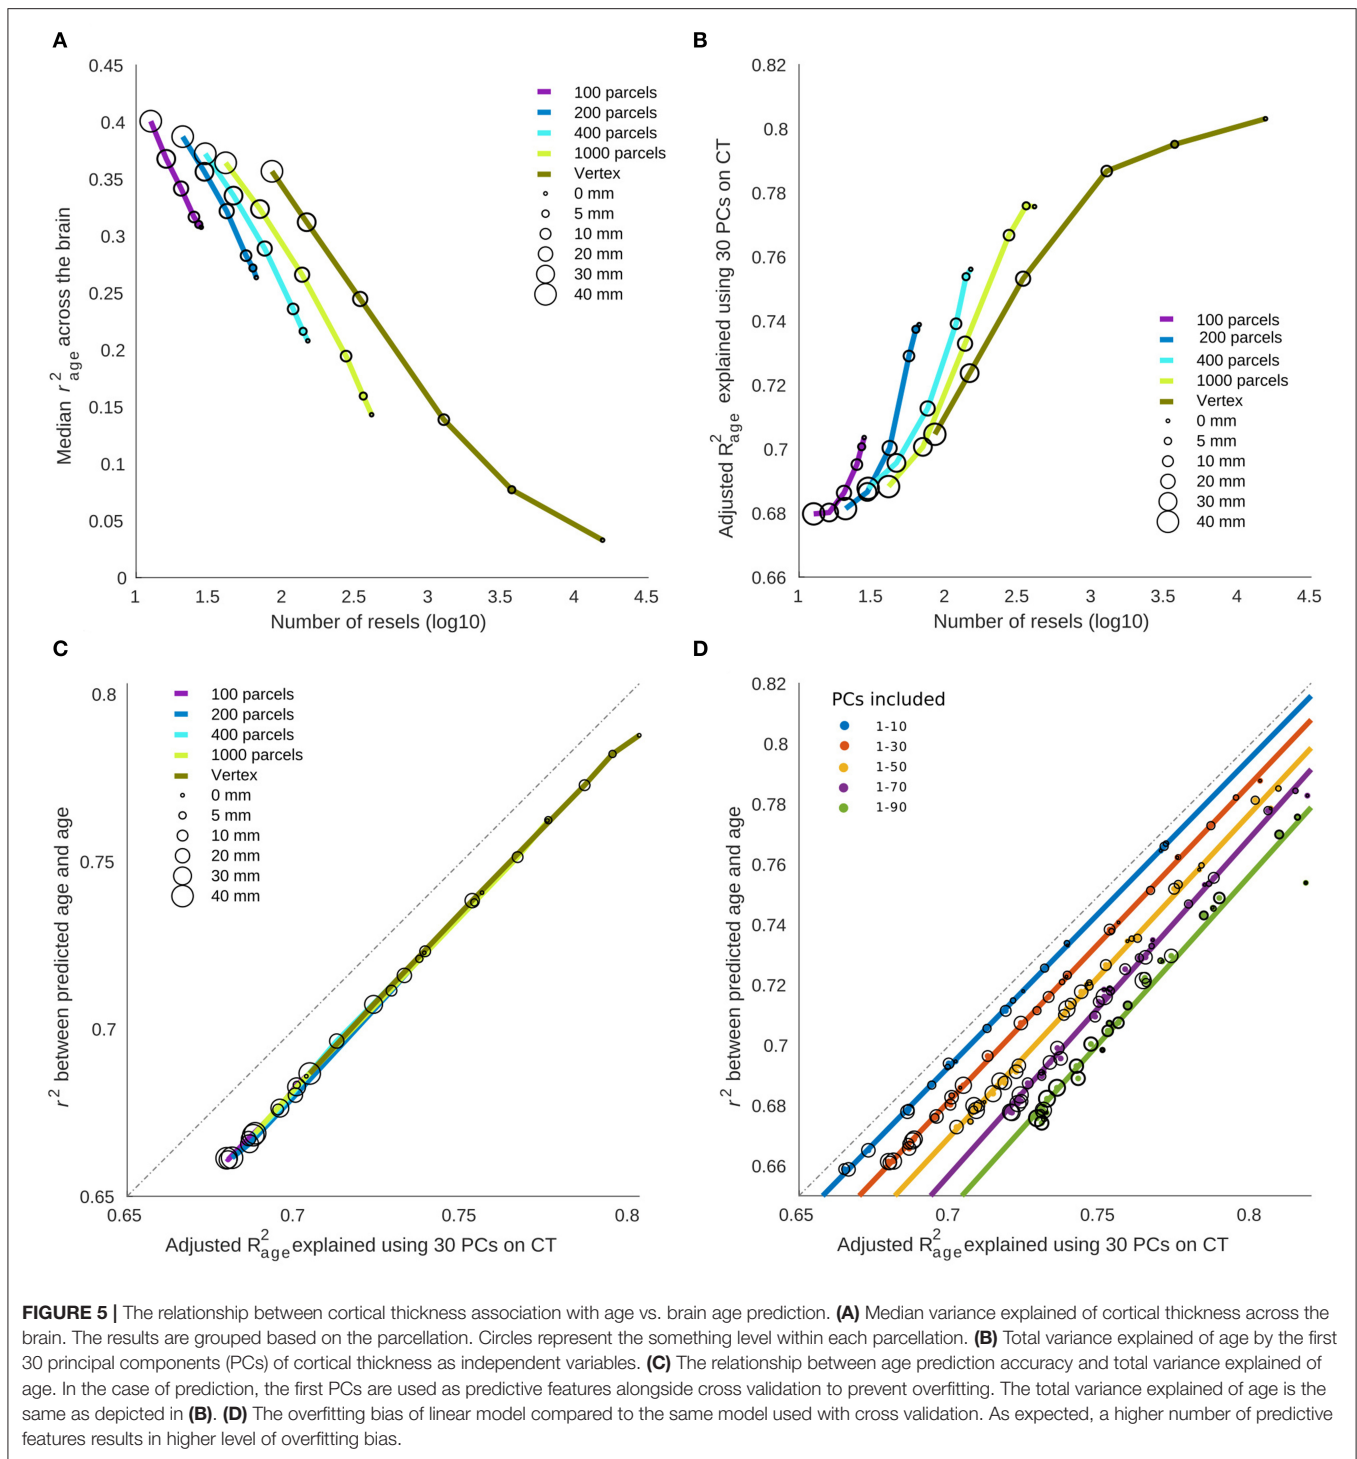 A
Median r²age across the brain
0.45
0.4
0.35
0.3
0.25
0.2
0.15
0.1
0.05
0
1 1.5 2 2.5 3 3.5 4 4.5
Number of resels (log10)
100 parcels
200 parcels
400 parcels
1000 parcels
Vertex
0 mm
5 mm
10 mm
20 mm
30 mm
40 mm
B
Adjusted R²age explained using 30 PCs on CT
0.82
0.8
0.78
0.76
0.74
0.72
0.7
0.68
0.66
1 1.5 2 2.5 3 3.5 4 4.5
Number of resels (log10)
100 parcels
200 parcels
400 parcels
1000 parcels
Vertex
0 mm
5 mm
10 mm
20 mm
30 mm
40 mm
C
r² between predicted age and age
0.8
0.75
0.7
0.65
0.65 0.7 0.75 0.8
Adjusted R²age explained using 30 PCs on CT
100 parcels
200 parcels
400 parcels
1000 parcels
Vertex
0 mm
5 mm
10 mm
20 mm
30 mm
40 mm
D
r² between predicted age and age
0.82
0.8
0.78
0.76
0.74
0.72
0.7
0.68
0.66
0.65 0.7 0.75 0.8
Adjusted R²age explained using 30 PCs on CT
PCs included
1-10
1-30
1-50
1-70
1-90
FIGURE 5 | The relationship between cortical thickness association with age vs. brain age prediction. (A) Median variance explained of cortical thickness across the
brain. The results are grouped based on the parcellation. Circles represent the something level within each parcellation. (B) Total variance explained of age by the first
30 principal components (PCs) of cortical thickness as independent variables. (C) The relationship between age prediction accuracy and total variance explained of
age. In the case of prediction, the first PCs are used as predictive features alongside cross validation to prevent overfitting. The total variance explained of age is the
same as depicted in (B). (D) The overfitting bias of linear model compared to the same model used with cross validation. As expected, a higher number of predictive
features results in higher level of overfitting bias.